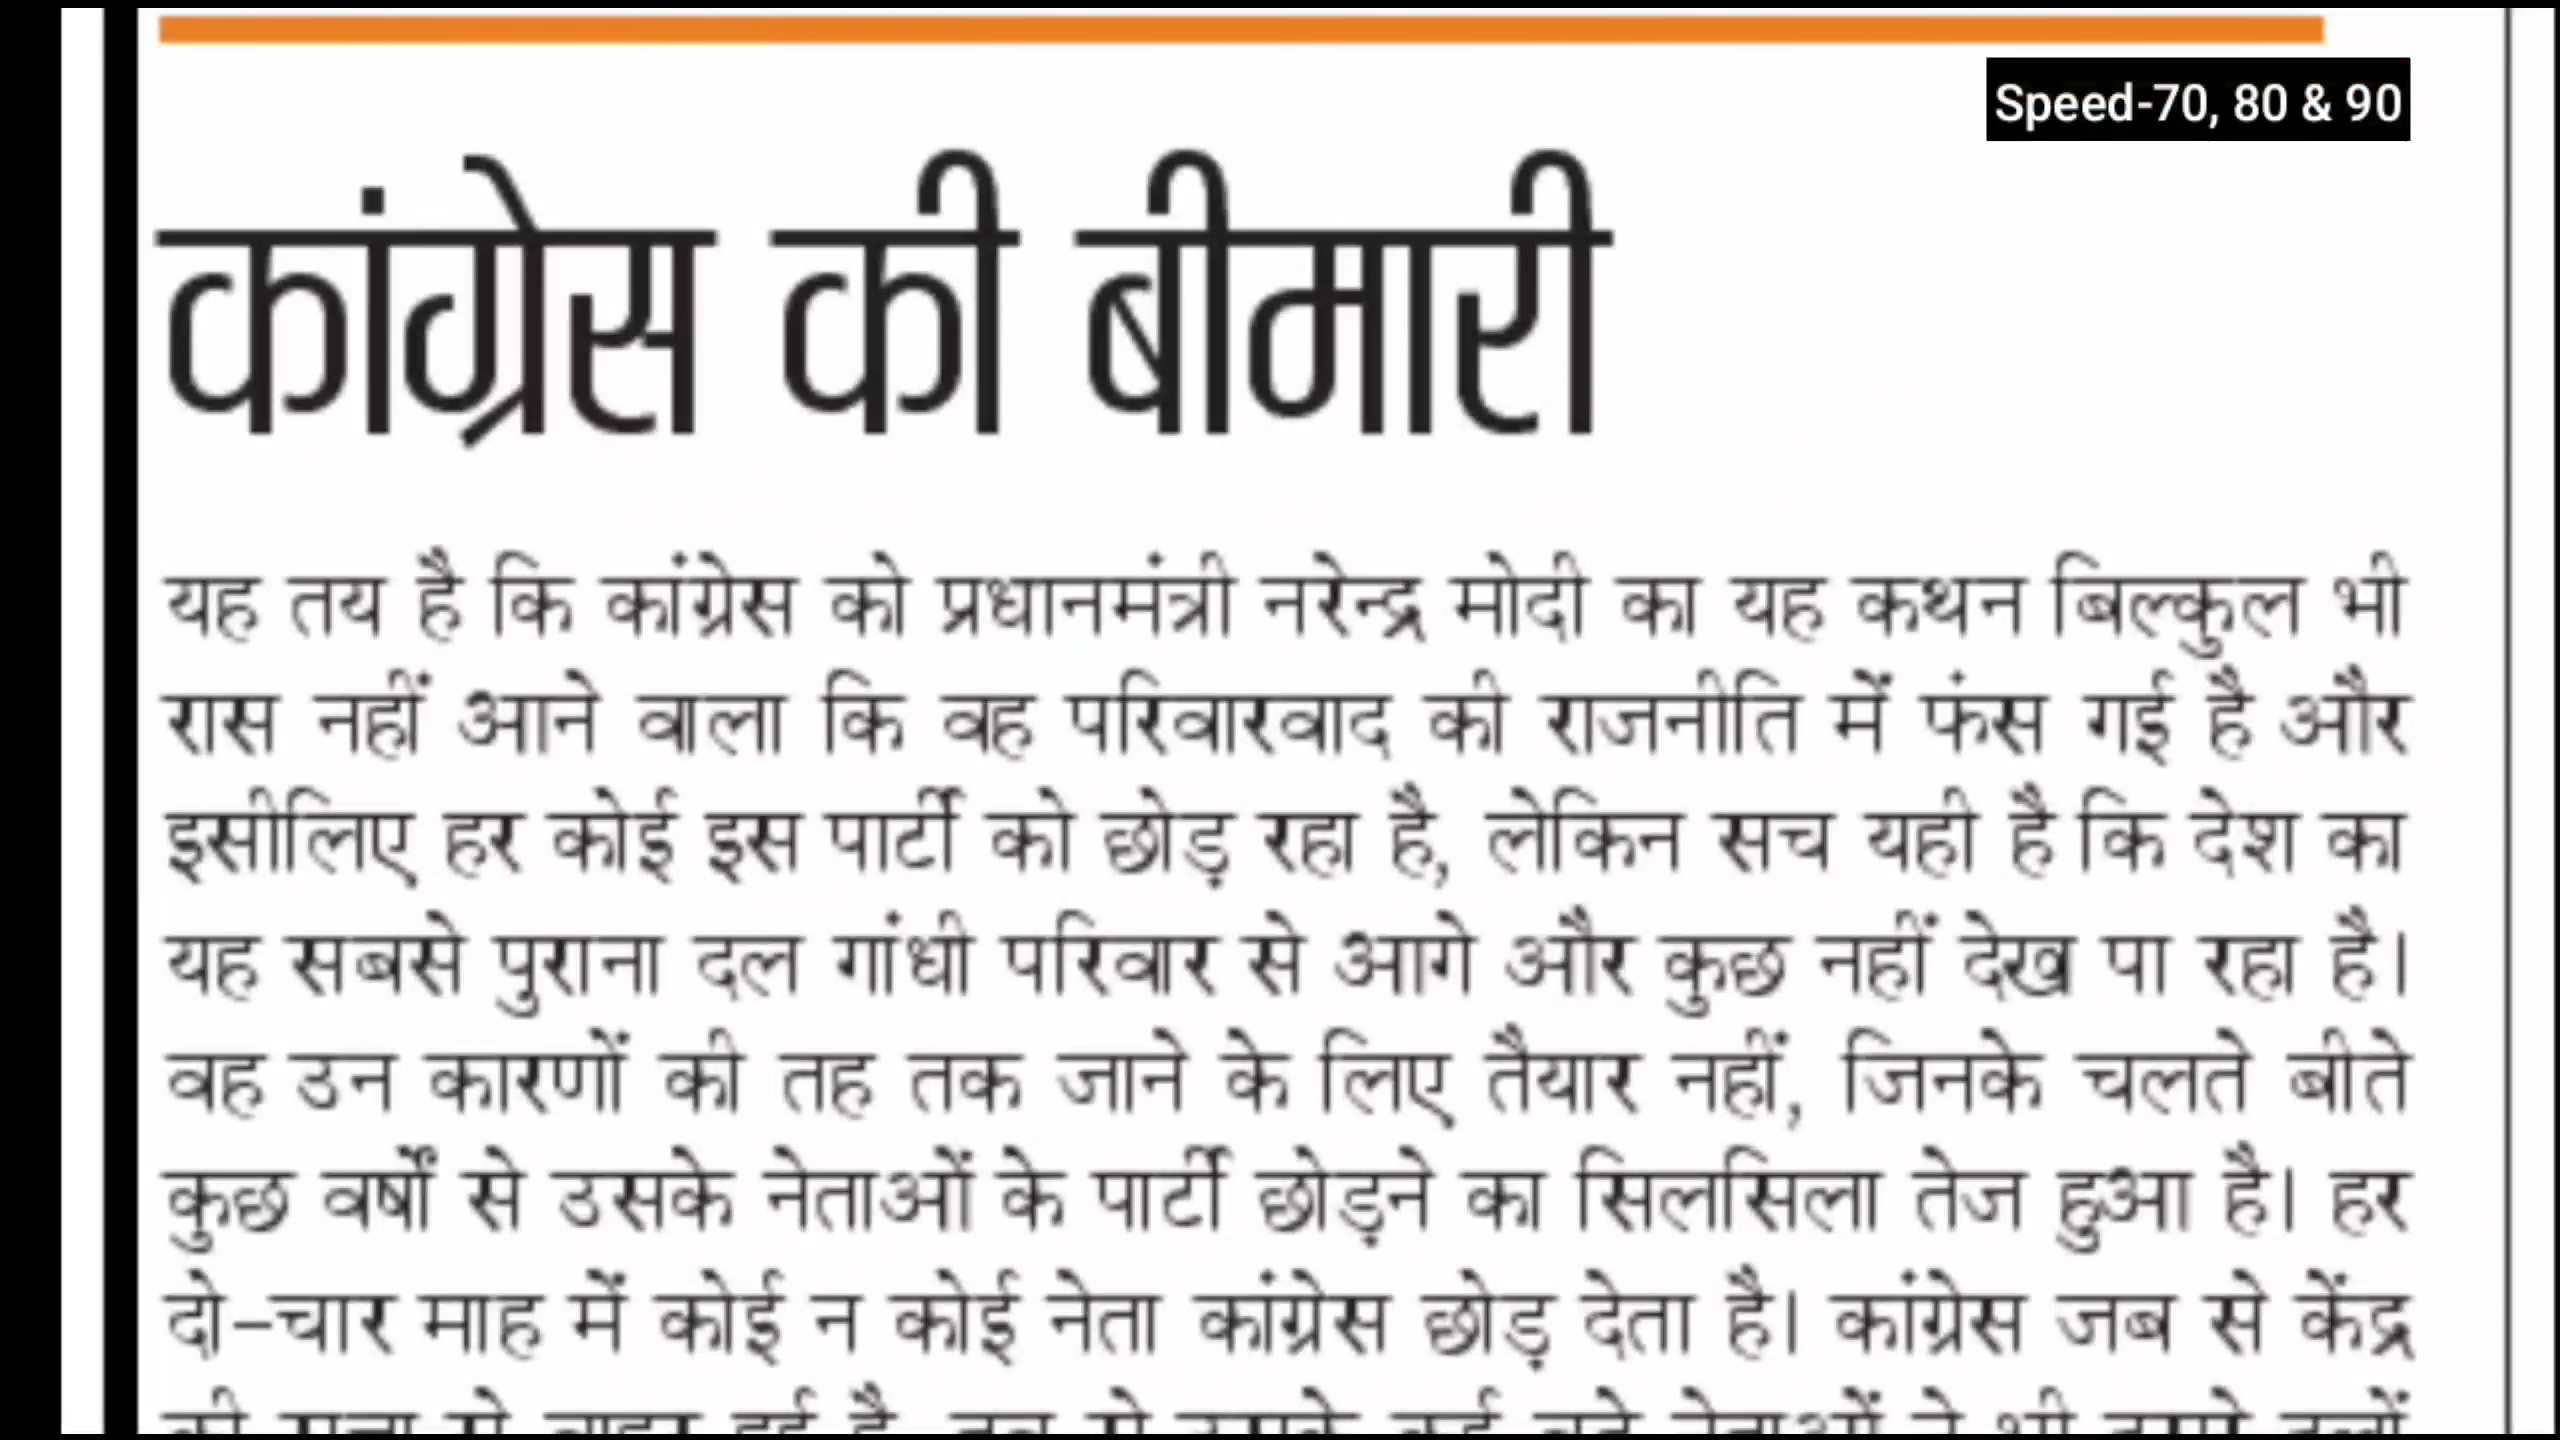 Speed-70, 80 & 90
कांग्रेस की बीमारी
यह तय है कि कांग्रेस को प्रधानमंत्री नरेन्द्र मोदी का यह कथन बिल्कुल भी
रास नहीं आने वाला कि वह परिवारवाद की राजनीति में फंस गई है और
इसीलिए हर कोई इस पार्टी को छोड़ रहा है, लेकिन सच यही है कि देश का
यह सबसे पुराना दल गांधी परिवार से आगे और कुछ नहीं देख पा रहा है।
वह उन कारणों की तह तक जाने के लिए तैयार नहीं, जिनके चलते बीते
कुछ वर्षों से उसके नेताओं के पार्टी छोड़ने का सिलसिला तेज हुआ है। हर
दो-चार माह में कोई न कोई नेता कांग्रेस छोड़ देता है। कांग्रेस जब से केंद्र